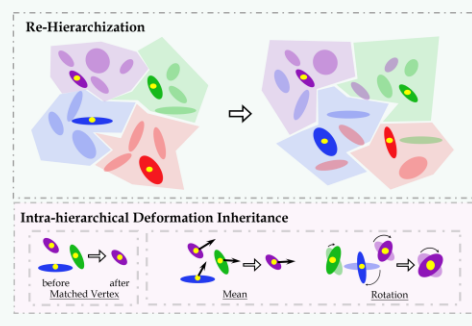 Re-Hierarchization
Intra-hierarchical Deformation Inheritance
before after
Matched Vertex
Mean
Rotation